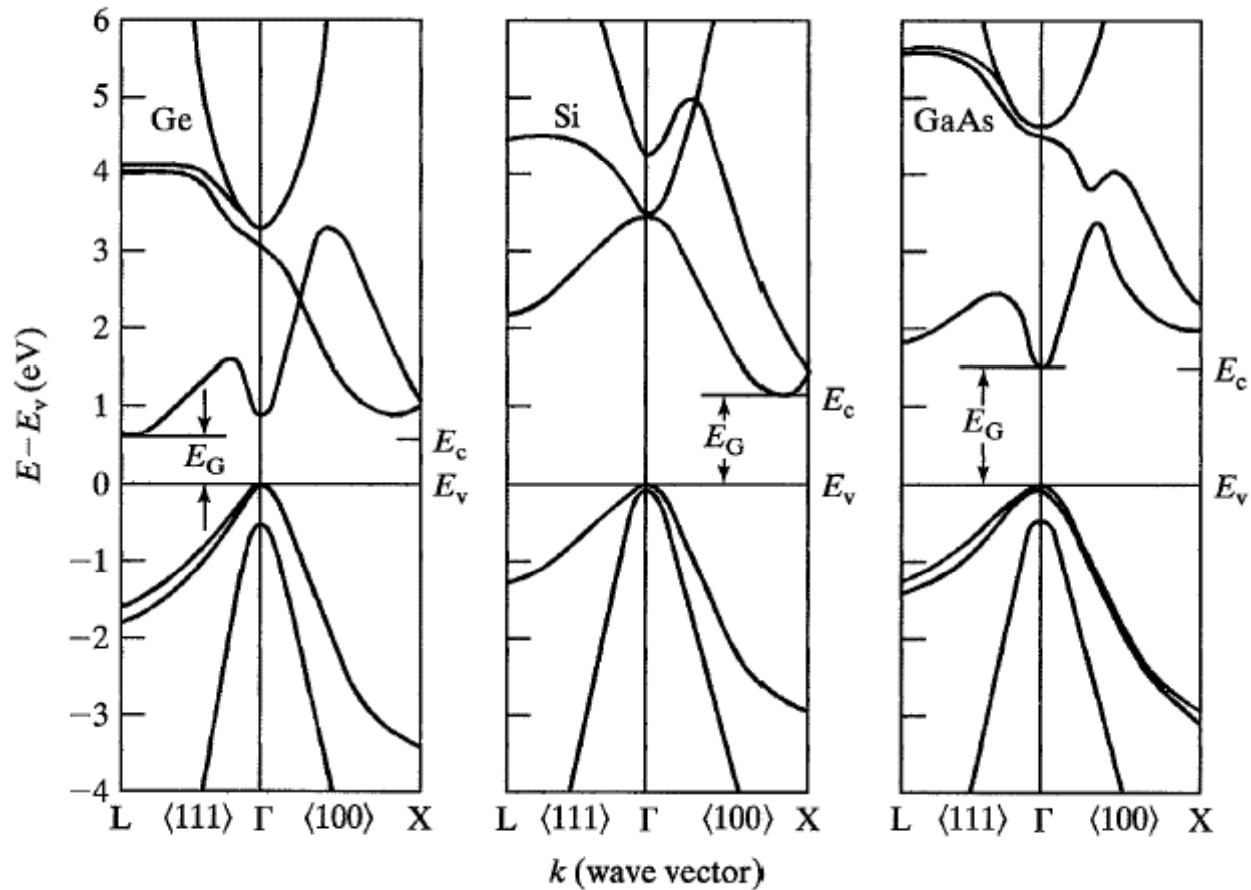 6
5
4
3
2
1
0
−1
−2
−3
−4
E−Eᵥ (eV)
Ge
E_G
E_c
E_v
L ⟨111⟩ Γ ⟨100⟩ X
Si
E_G
E_c
E_v
L ⟨111⟩ Γ ⟨100⟩ X
GaAs
E_G
E_c
E_v
L ⟨111⟩ Γ ⟨100⟩ X
k (wave vector)